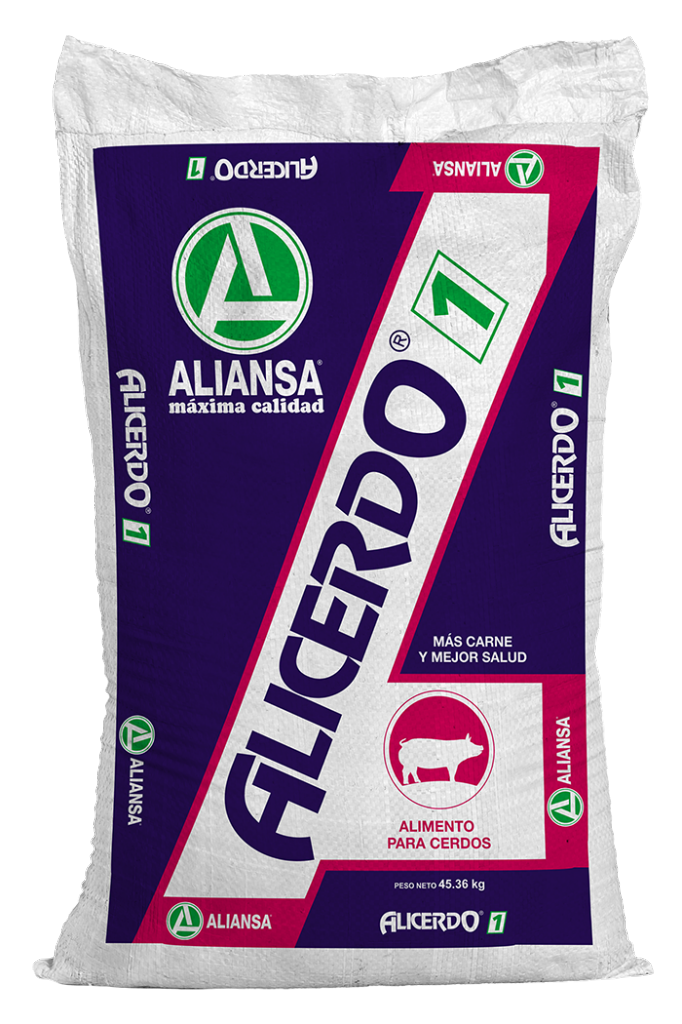 ALICERDO 1
ALIANSA
ALIANSA®
máxima calidad
ALICERDO® 1
ALICERDO® 1
ALICERDO® 1
MÁS CARNE
Y MEJOR SALUD
ALIANSA
ALIANSA
ALIMENTO
PARA CERDOS
PESO NETO 45.36 kg
ALIANSA
ALICERDO® 1